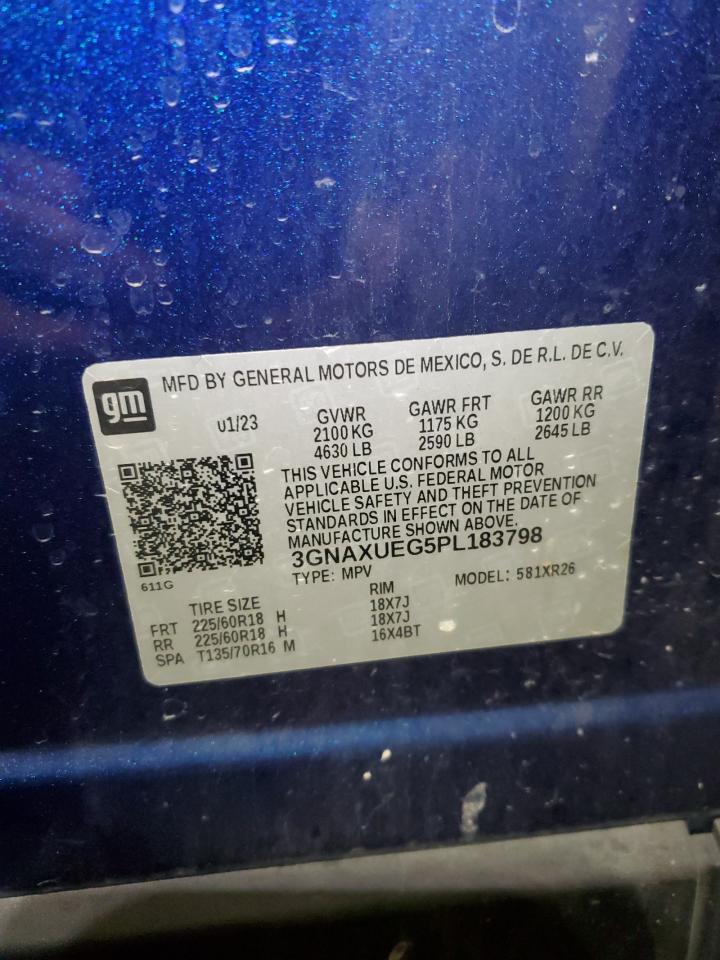 gm
MFD BY GENERAL MOTORS DE MEXICO, S. DE R.L. DE C.V.
01/23
GVWR GAWR FRT GAWR RR
2100 KG 1175 KG 1200 KG
4630 LB 2590 LB 2645 LB
THIS VEHICLE CONFORMS TO ALL
APPLICABLE U.S. FEDERAL MOTOR
VEHICLE SAFETY AND THEFT PREVENTION
STANDARDS IN EFFECT ON THE DATE OF
MANUFACTURE SHOWN ABOVE.
3GNAXUEG5PL183798
611G
TYPE: MPV MODEL: 581XR26
TIRE SIZE RIM
FRT 225/60R18 H 18X7J
RR 225/60R18 H 18X7J
SPA T135/70R16 M 16X4BT